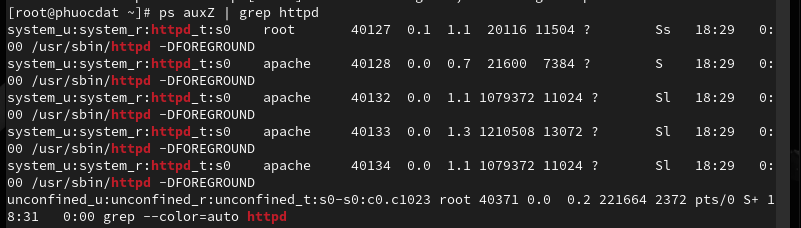 [root@phuocdat ~]# ps auxZ | grep httpd
system_u:system_r:httpd_t:s0    root       40127  0.1  1.1  20116 11504 ?        Ss   18:29   0:
00 /usr/sbin/httpd -DFOREGROUND
system_u:system_r:httpd_t:s0    apache     40128  0.0  0.7  21600  7384 ?        S    18:29   0:
00 /usr/sbin/httpd -DFOREGROUND
system_u:system_r:httpd_t:s0    apache     40132  0.0  1.1 1079372 11024 ?       Sl   18:29   0:
00 /usr/sbin/httpd -DFOREGROUND
system_u:system_r:httpd_t:s0    apache     40133  0.0  1.3 1210508 13072 ?       Sl   18:29   0:
00 /usr/sbin/httpd -DFOREGROUND
system_u:system_r:httpd_t:s0    apache     40134  0.0  1.1 1079372 11024 ?       Sl   18:29   0:
00 /usr/sbin/httpd -DFOREGROUND
unconfined_u:unconfined_r:unconfined_t:s0-s0:c0.c1023 root 40371 0.0  0.2 221664 2372 pts/0 S+ 1
8:31   0:00 grep --color=auto httpd